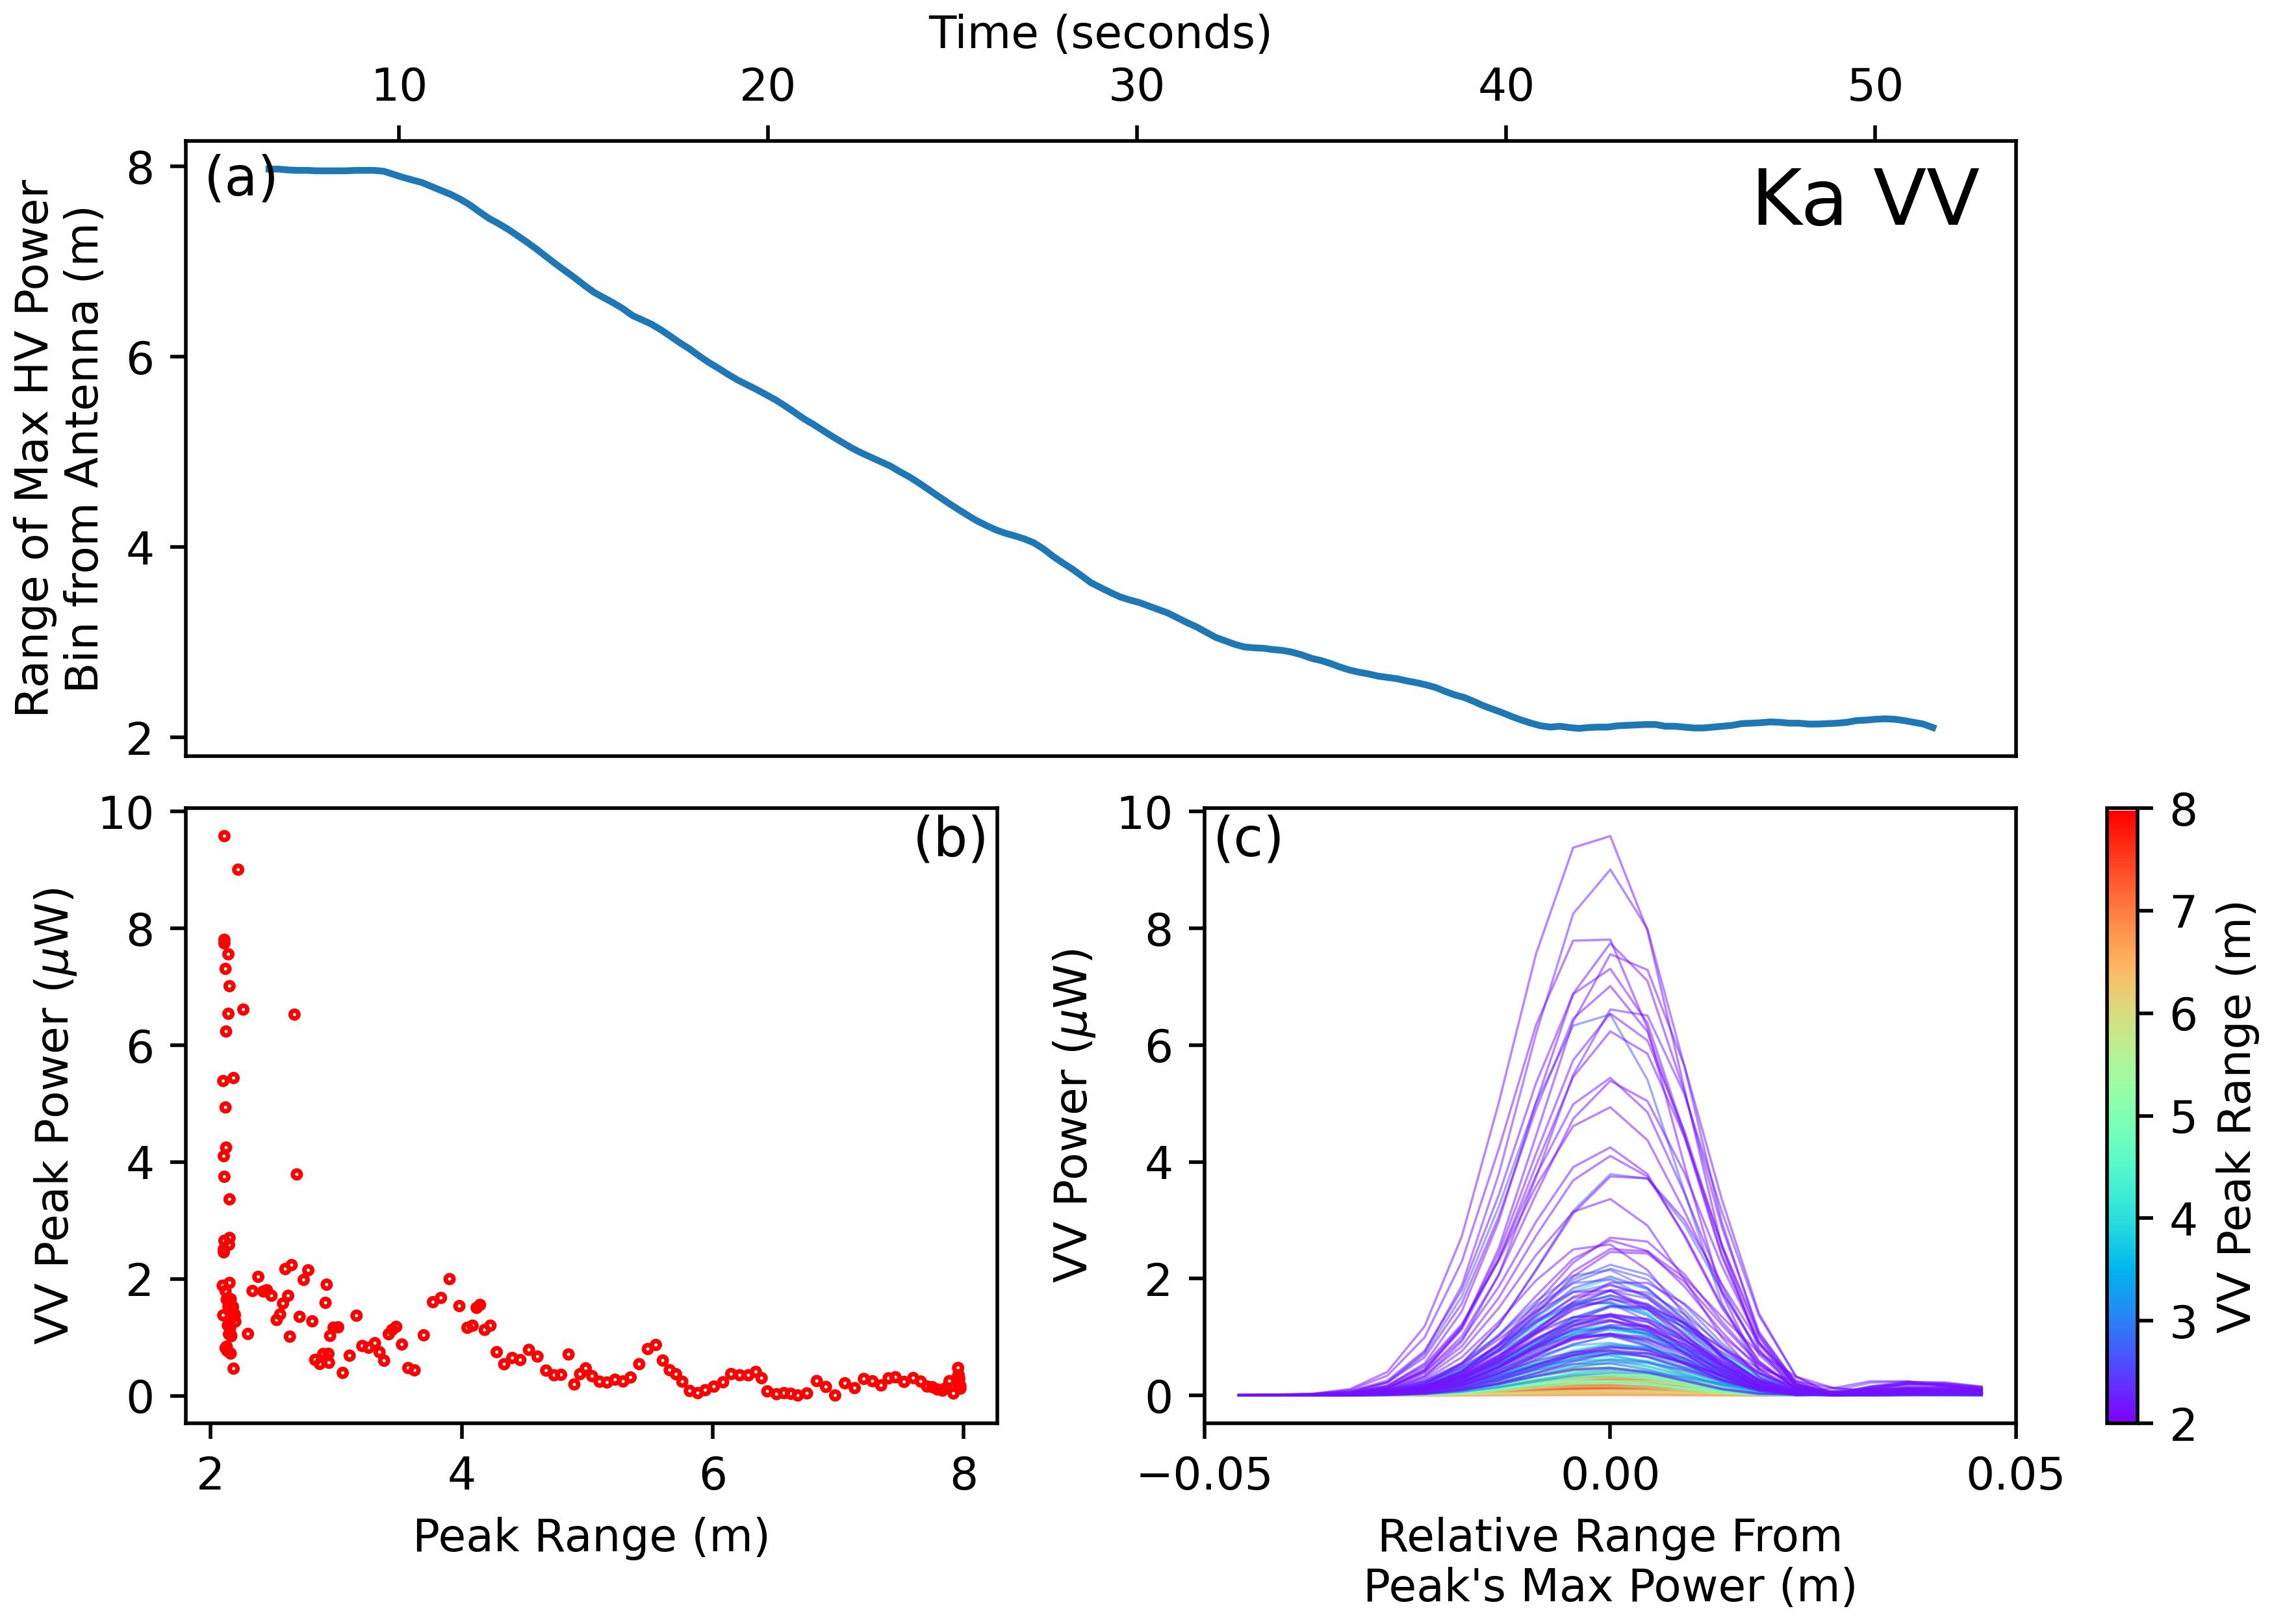 Time (seconds)
10 20 30 40 50
(a)
Ka VV
Range of Max HV Power
Bin from Antenna (m)
8
6
4
2
(b)
VV Peak Power (μW)
10
8
6
4
2
0
2 4 6 8
Peak Range (m)
(c)
VV Power (μW)
10
8
6
4
2
0
−0.05 0.00 0.05
Relative Range From
Peak's Max Power (m)
8
7
6
5
4
3
2
VV Peak Range (m)